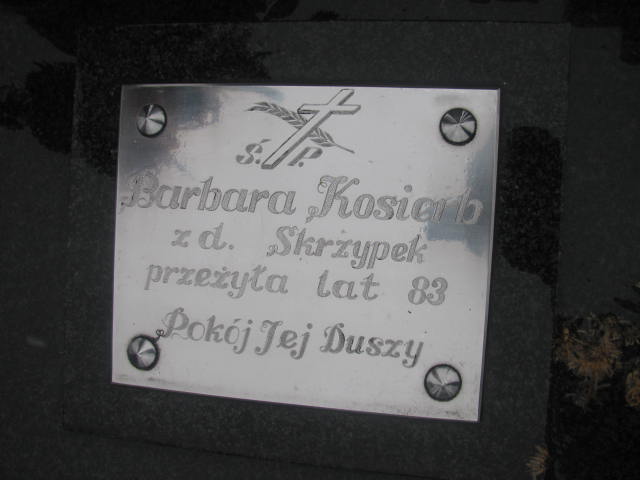 Ś. P.
Barbara Kosierb
z d. Skrzypek
przeżyła lat 83
Pokój Jej Duszy